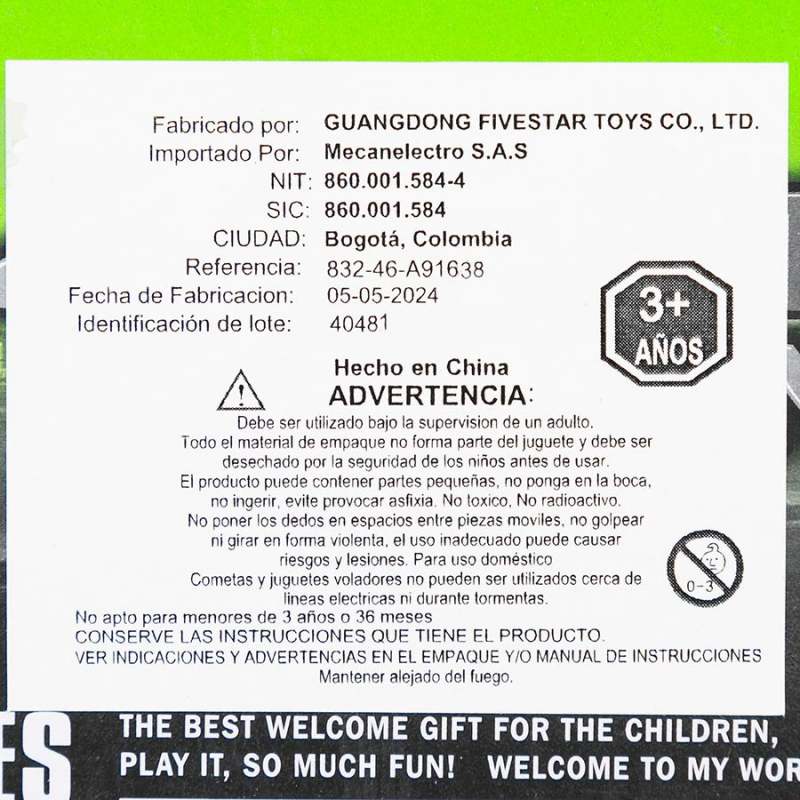 Fabricado por: GUANGDONG FIVESTAR TOYS CO., LTD.
Importado Por: Mecanelectro S.A.S
NIT: 860.001.584-4
SIC: 860.001.584
CIUDAD: Bogotá, Colombia
Referencia: 832-46-A91638
Fecha de Fabricacion: 05-05-2024
Identificación de lote: 40481
3+
AÑOS
Hecho en China
ADVERTENCIA:
Debe ser utilizado bajo la supervision de un adulto.
Todo el material de empaque no forma parte del juguete y debe ser
desechado por la seguridad de los niños antes de usar.
El producto puede contener partes pequeñas, no ponga en la boca,
no ingerir, evite provocar asfixia. No toxico, No radioactivo.
No poner los dedos en espacios entre piezas moviles, no golpear
ni girar en forma violenta, el uso inadecuado puede causar
riesgos y lesiones. Para uso doméstico
Cometas y juguetes voladores no pueden ser utilizados cerca de
lineas electricas ni durante tormentas.
0-3
No apto para menores de 3 años o 36 meses
CONSERVE LAS INSTRUCCIONES QUE TIENE EL PRODUCTO.
VER INDICACIONES Y ADVERTENCIAS EN EL EMPAQUE Y/O MANUAL DE INSTRUCCIONES
Mantener alejado del fuego.
ES
THE BEST WELCOME GIFT FOR THE CHILDREN,
PLAY IT, SO MUCH FUN! WELCOME TO MY WOR